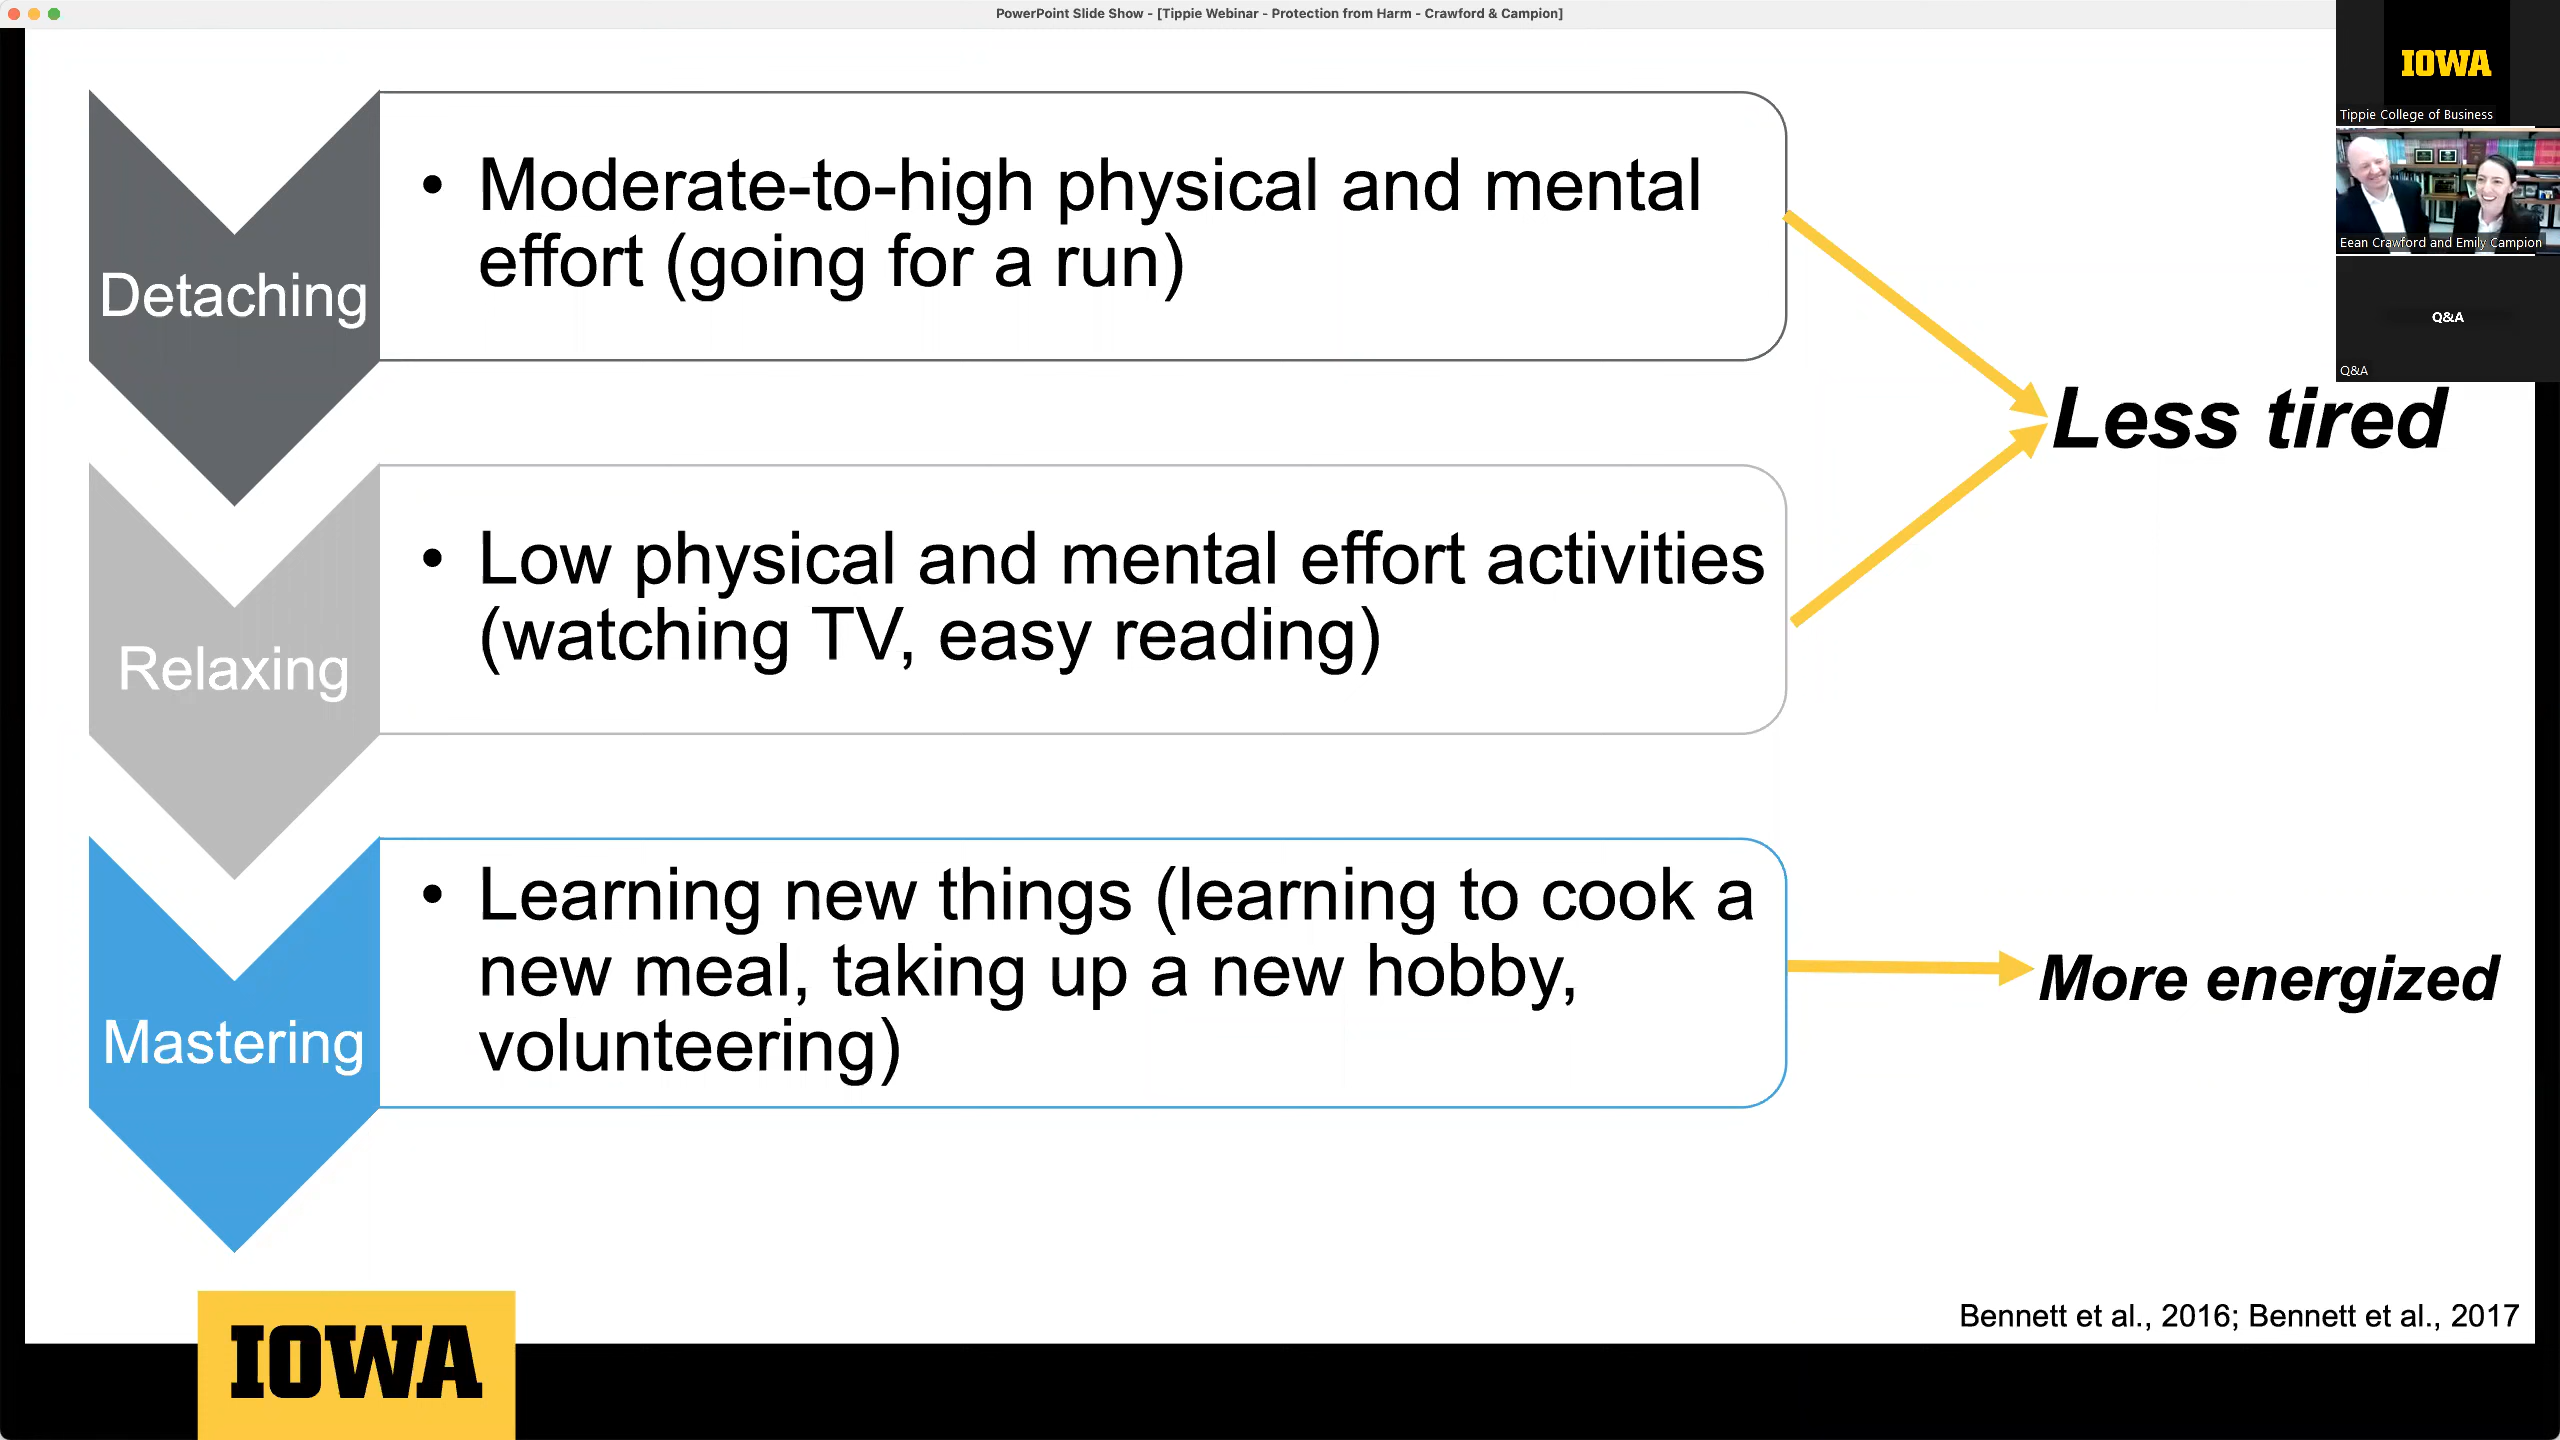 PowerPoint Slide Show - [Tippie Webinar - Protection from Harm - Crawford & Campion]
IOWA
Tippie College of Business
Eean Crawford and Emily Campion
Q&A
Q&A
Detaching
• Moderate-to-high physical and mental
effort (going for a run)
Less tired
Relaxing
• Low physical and mental effort activities
(watching TV, easy reading)
Mastering
• Learning new things (learning to cook a
new meal, taking up a new hobby,
volunteering)
More energized
Bennett et al., 2016; Bennett et al., 2017
IOWA